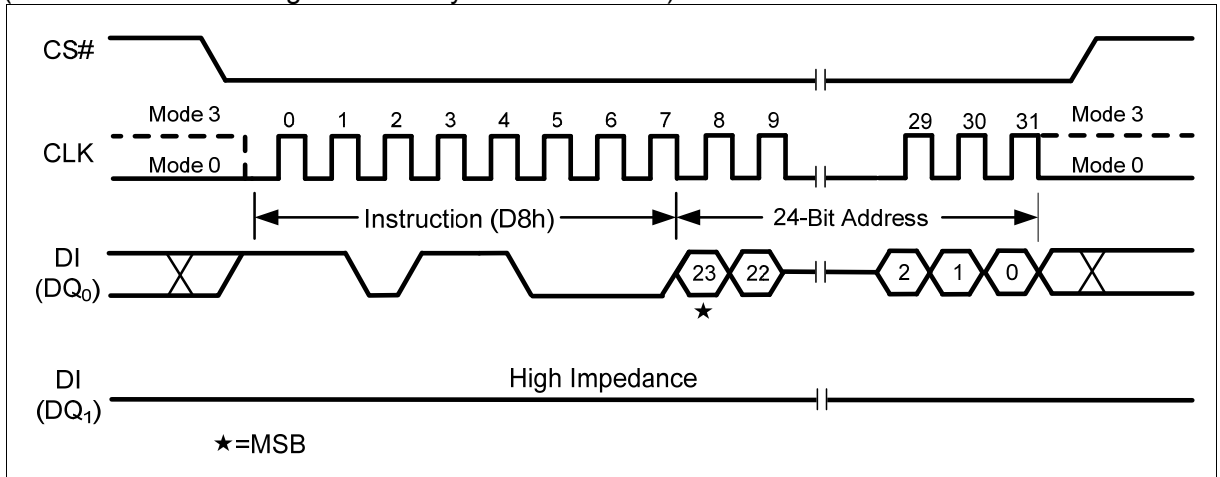 CS#
Mode 3
0 1 2 3 4 5 6 7 8 9 29 30 31
Mode 3
CLK
Mode 0
Mode 0
Instruction (D8h)
24-Bit Address
DI
(DQ0)
23 22 2 1 0
★
DI
(DQ1)
High Impedance
★=MSB